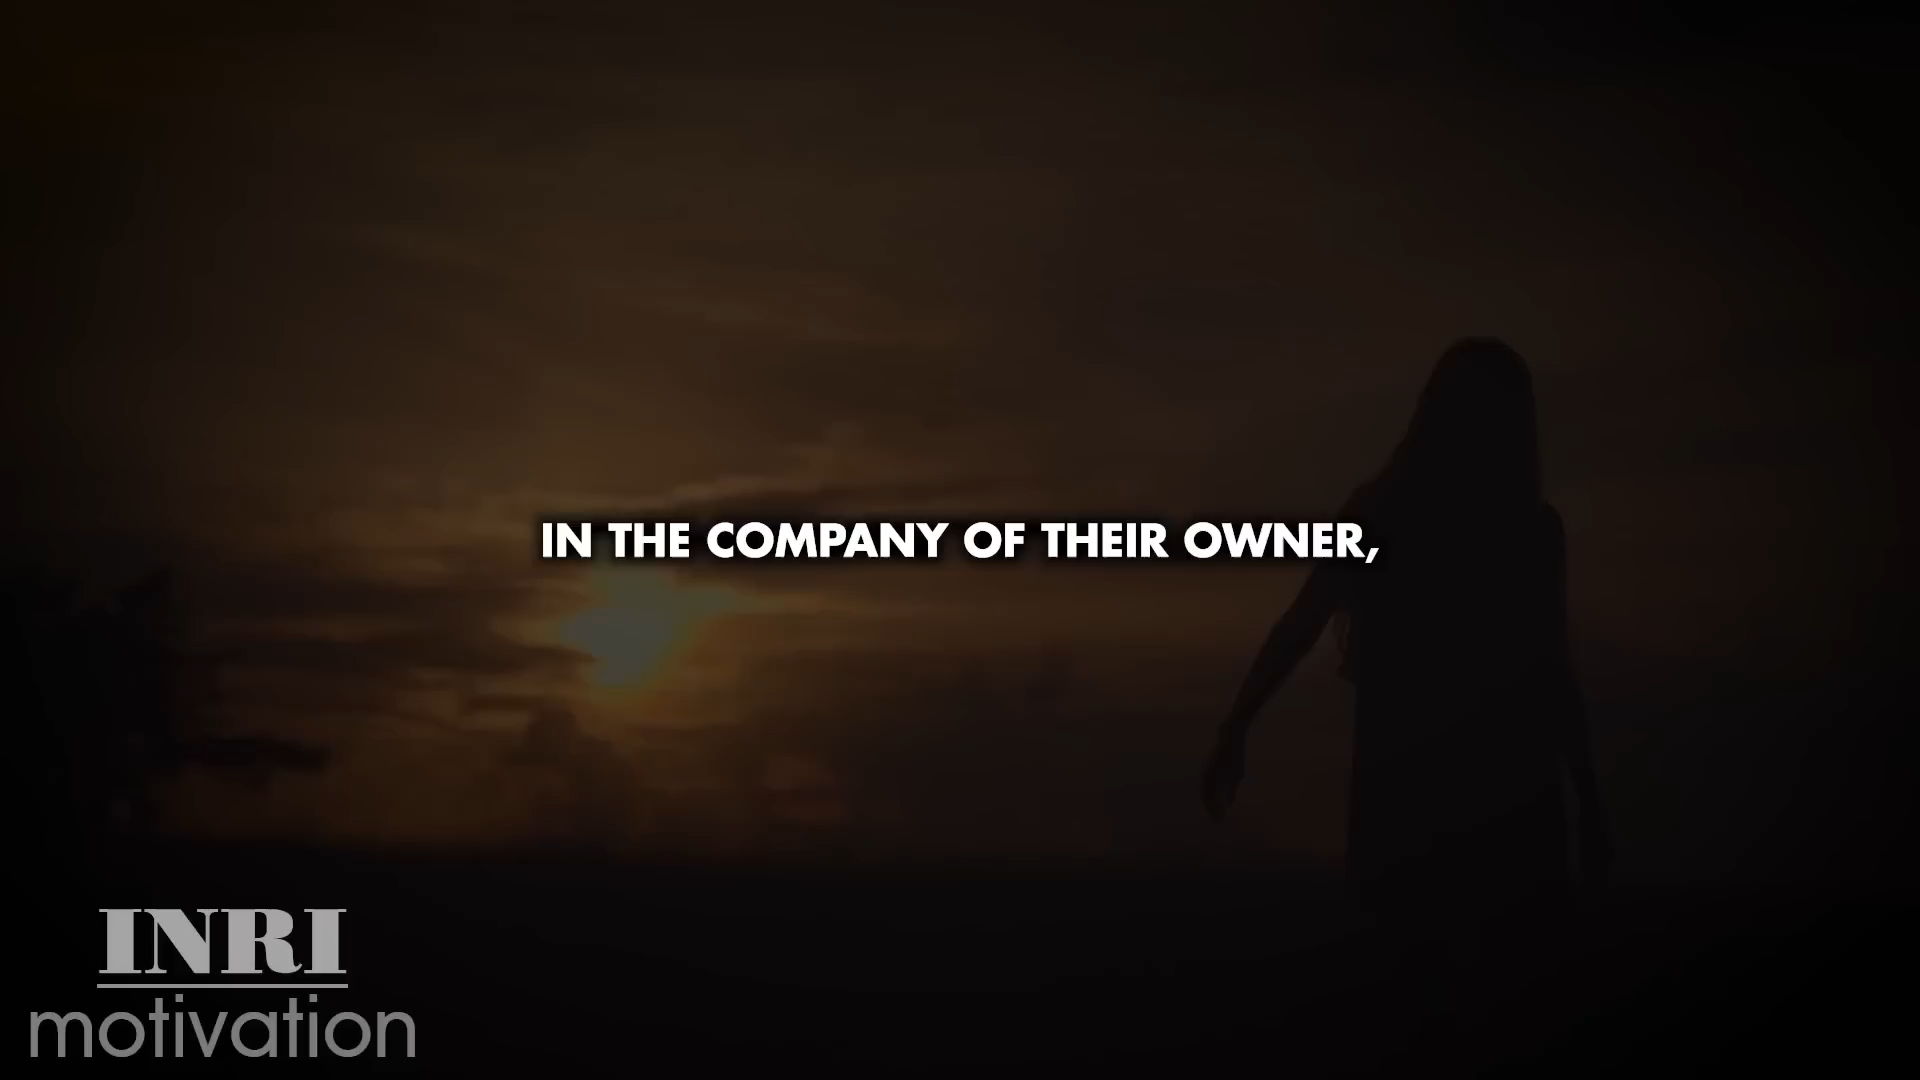 IN THE COMPANY OF THEIR OWNER,
INRI
motivation